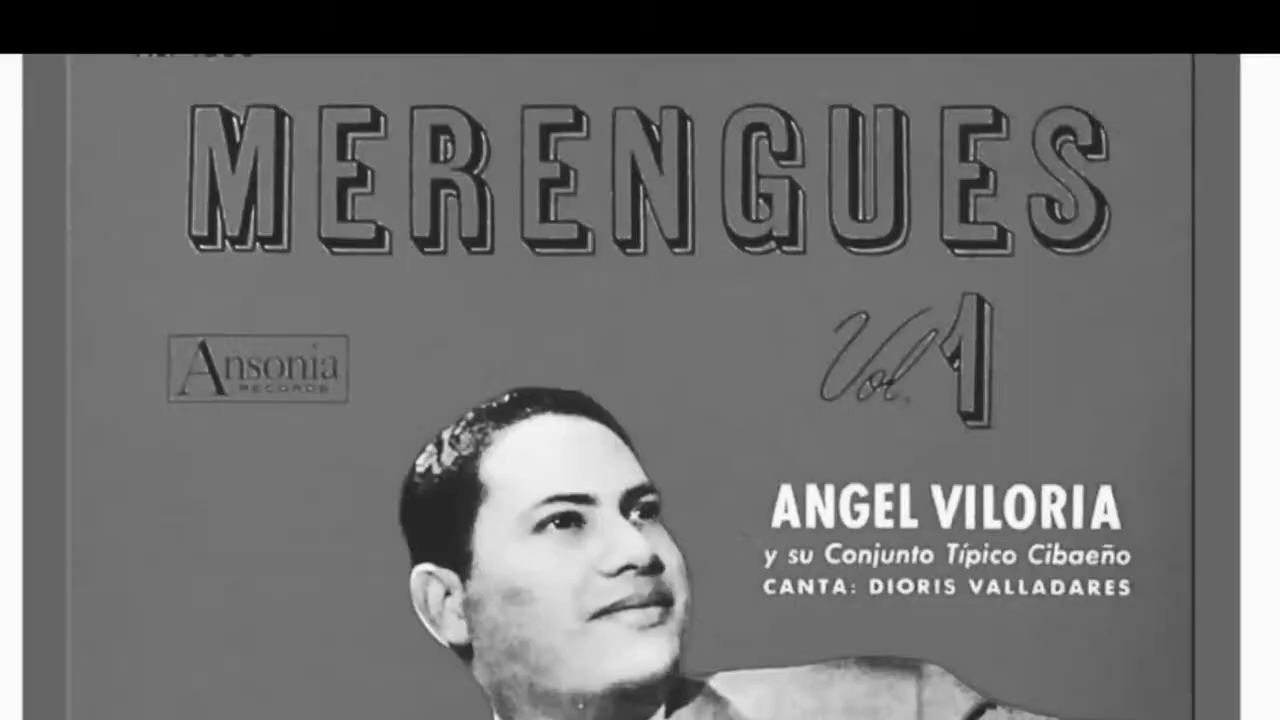 MERENGUES
Vol. 1
Ansonia
RECORDS
ANGEL VILORIA
y su Conjunto Típico Cibaeño
CANTA: DIORIS VALLADARES